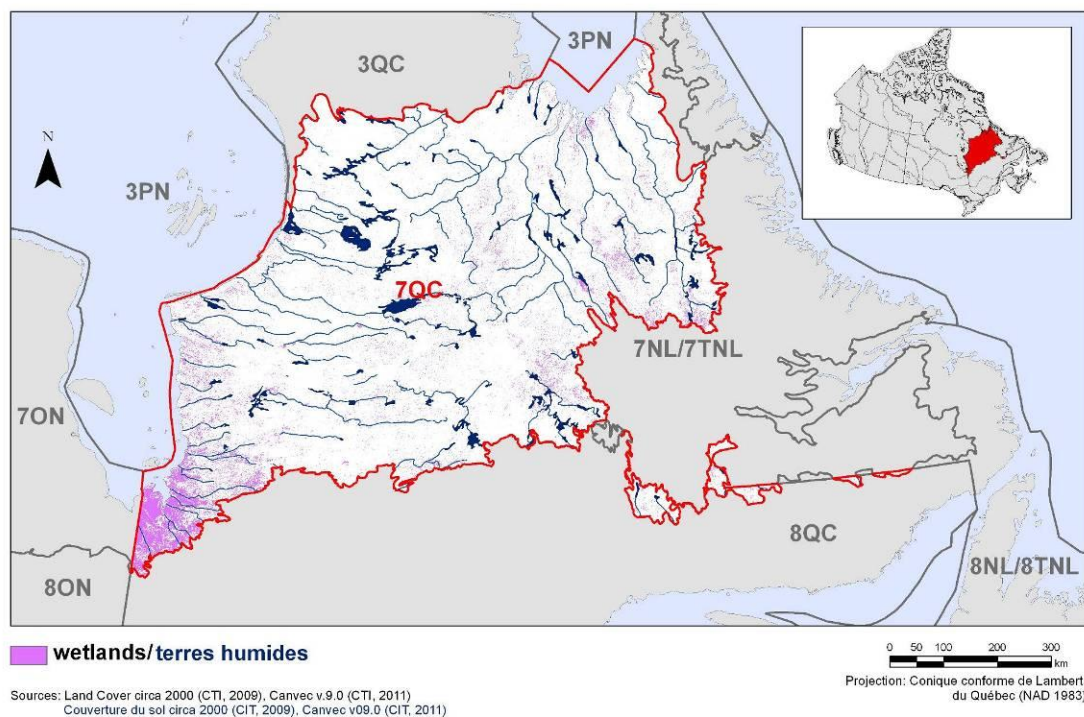 3PN
3QC
N
3PN
7QC
7NL/7TNL
7ON
8QC
8ON
8NL/8TNL
wetlands/terres humides
0 50 100 200 300
km
Projection: Conique conforme de Lambert
du Québec (NAD 1983)
Sources: Land Cover circa 2000 (CTI, 2009), Canvec v.9.0 (CTI, 2011)
Couverture du sol circa 2000 (CIT, 2009), Canvec v09.0 (CIT, 2011)